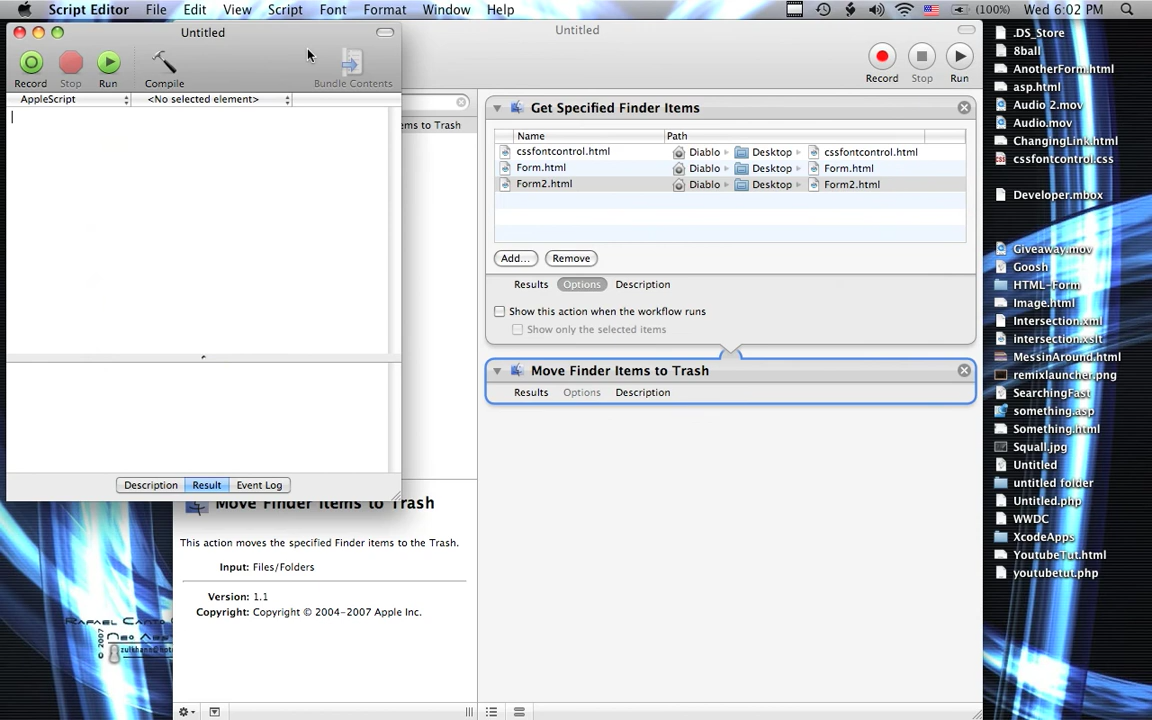 Script Editor File Edit View Script Font Format Window Help (100%) Wed 6:02 PM
Untitled
Record Stop Run Compile Bundle Contents
AppleScript <No selected element>
Description Result Event Log
Untitled
Record Stop Run
ems to Trash
Get Specified Finder Items
Name Path
cssfontcontrol.html Diablo Desktop cssfontcontrol.html
Form.html Diablo Desktop Form.html
Form2.html Diablo Desktop Form2.html
Add... Remove
Results Options Description
Show this action when the workflow runs
Show only the selected items
Move Finder Items to Trash
Results Options Description
Move Finder Items to Trash
This action moves the specified Finder items to the Trash.
Input: Files/Folders
Version: 1.1
Copyright: Copyright © 2004-2007 Apple Inc.
.DS_Store
8ball
AnotherForm.html
asp.html
Audio 2.mov
Audio.mov
ChangingLink.html
cssfontcontrol.css
Developer.mbox
Giveaway.mov
Goosh
HTML-Form
Image.html
Intersection.xml
intersection.xslt
MessinAround.html
remixlauncher.png
SearchingFast
something.asp
Something.html
Squall.jpg
Untitled
untitled folder
Untitled.php
WWDC
XcodeApps
YoutubeTut.html
youtubetut.php
© 2007